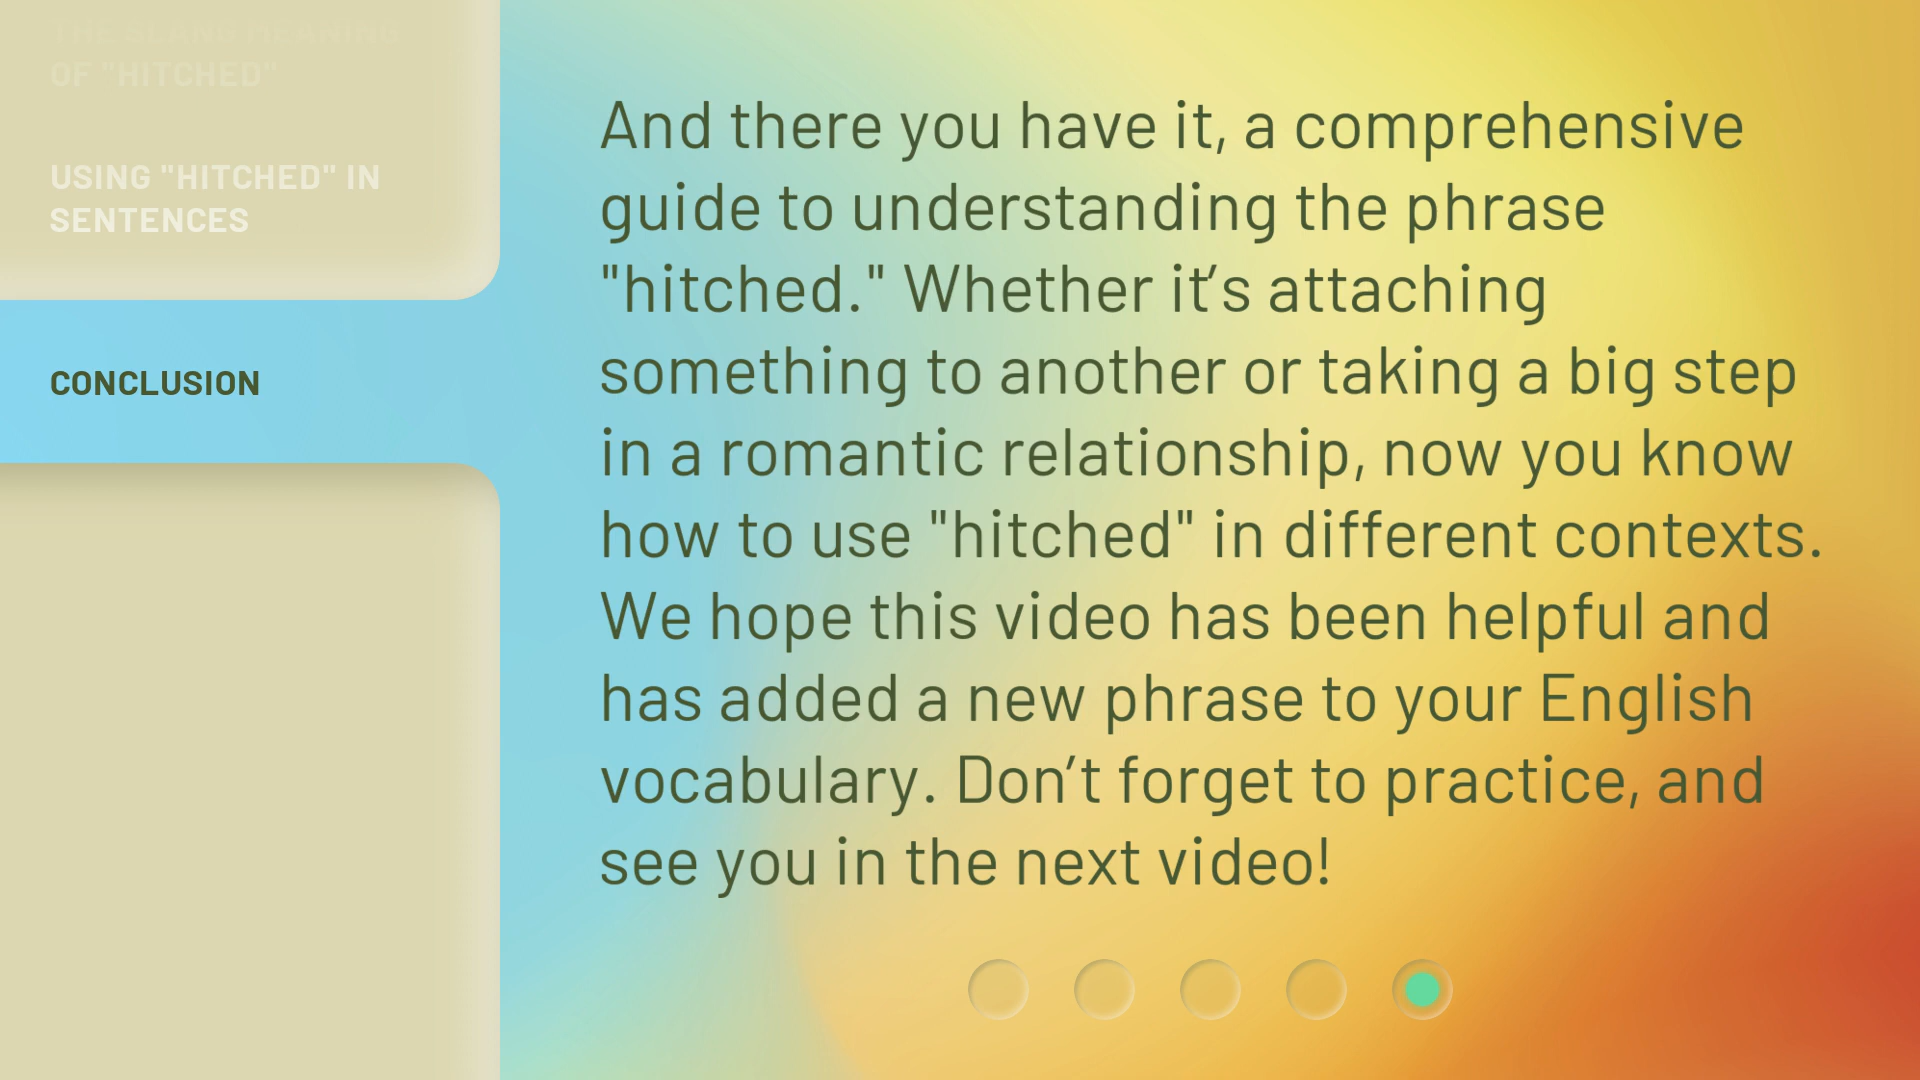 THE SLANG MEANING
OF "HITCHED"
USING "HITCHED" IN
SENTENCES
CONCLUSION
And there you have it, a comprehensive
guide to understanding the phrase
"hitched." Whether it’s attaching
something to another or taking a big step
in a romantic relationship, now you know
how to use "hitched" in different contexts.
We hope this video has been helpful and
has added a new phrase to your English
vocabulary. Don’t forget to practice, and
see you in the next video!